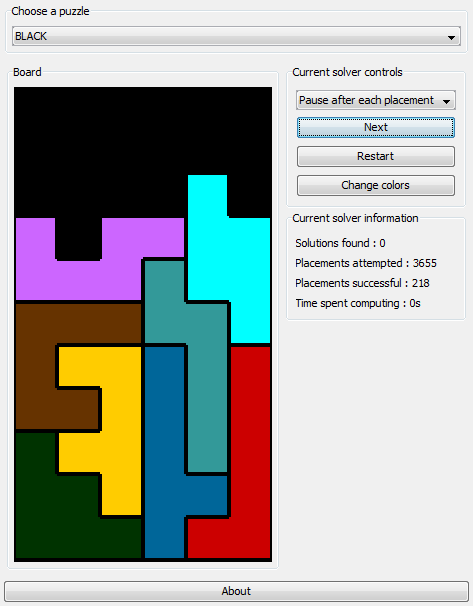 Choose a puzzle
BLACK
Board
Current solver controls
Pause after each placement
Next
Restart
Change colors
Current solver information
Solutions found : 0
Placements attempted : 3655
Placements successful : 218
Time spent computing : 0s
About